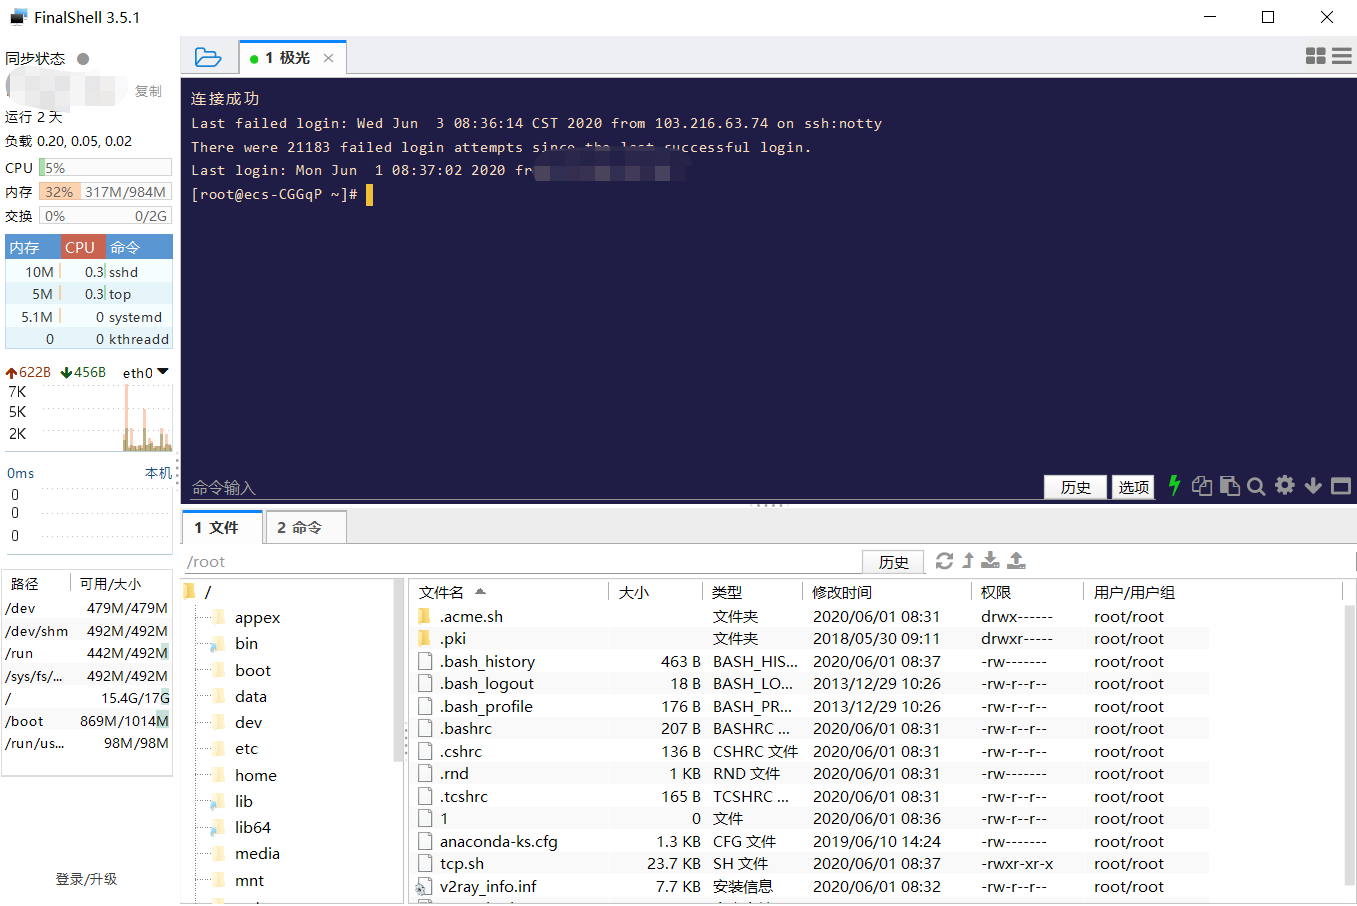 FinalShell 3.5.1
同步状态
复制
运行 2 天
负载 0.20, 0.05, 0.02
CPU 5%
内存 32% 317M/984M
交换 0% 0/2G
内存 CPU 命令
10M 0.3 sshd
5M 0.3 top
5.1M 0 systemd
0 0 kthreadd
622B 456B eth0
7K
5K
2K
0ms 本机
0
0
0
路径 可用/大小
/dev 479M/479M
/dev/shm 492M/492M
/run 442M/492M
/sys/fs/... 492M/492M
/ 15.4G/17G
/boot 869M/1014M
/run/us... 98M/98M
登录/升级
1 极光
连接成功
Last failed login: Wed Jun  3 08:36:14 CST 2020 from 103.216.63.74 on ssh:notty
There were 21183 failed login attempts since the last successful login.
Last login: Mon Jun  1 08:37:02 2020 fr
[root@ecs-CGGqP ~]#
命令输入 历史 选项
1 文件 2 命令
/root 历史
/
appex
bin
boot
data
dev
etc
home
lib
lib64
media
mnt
文件名 大小 类型 修改时间 权限 用户/用户组
.acme.sh 文件夹 2020/06/01 08:31 drwx------ root/root
.pki 文件夹 2018/05/30 09:11 drwxr----- root/root
.bash_history 463 B BASH_HIS... 2020/06/01 08:37 -rw------- root/root
.bash_logout 18 B BASH_LO... 2013/12/29 10:26 -rw-r--r-- root/root
.bash_profile 176 B BASH_PR... 2013/12/29 10:26 -rw-r--r-- root/root
.bashrc 207 B BASHRC ... 2020/06/01 08:31 -rw-r--r-- root/root
.cshrc 136 B CSHRC 文件 2020/06/01 08:31 -rw-r--r-- root/root
.rnd 1 KB RND 文件 2020/06/01 08:31 -rw------- root/root
.tcshrc 165 B TCSHRC ... 2020/06/01 08:31 -rw-r--r-- root/root
1 0 文件 2020/06/01 08:36 -rw-r--r-- root/root
anaconda-ks.cfg 1.3 KB CFG 文件 2019/06/10 14:24 -rw------- root/root
tcp.sh 23.7 KB SH 文件 2020/06/01 08:37 -rwxr-xr-x root/root
v2ray_info.inf 7.7 KB 安装信息 2020/06/01 08:32 -rw-r--r-- root/root